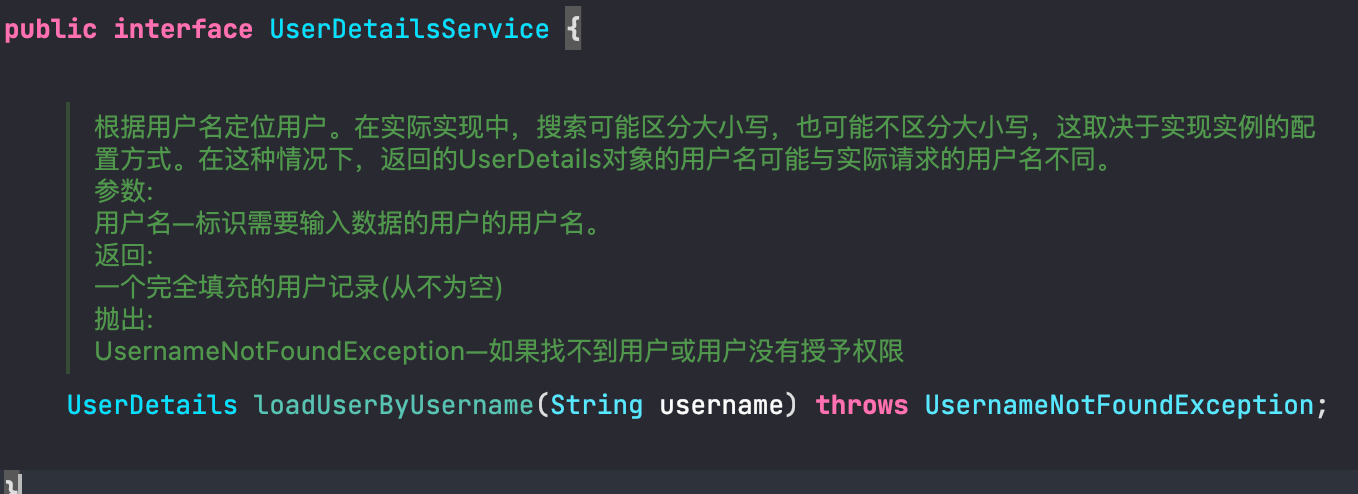 public interface UserDetailsService {
根据用户名定位用户。在实际实现中，搜索可能区分大小写，也可能不区分大小写，这取决于实现实例的配
置方式。在这种情况下，返回的UserDetails对象的用户名可能与实际请求的用户名不同。
参数:
用户名—标识需要输入数据的用户的用户名。
返回:
一个完全填充的用户记录(从不为空)
抛出:
UsernameNotFoundException—如果找不到用户或用户没有授予权限
UserDetails loadUserByUsername(String username) throws UsernameNotFoundException;
}